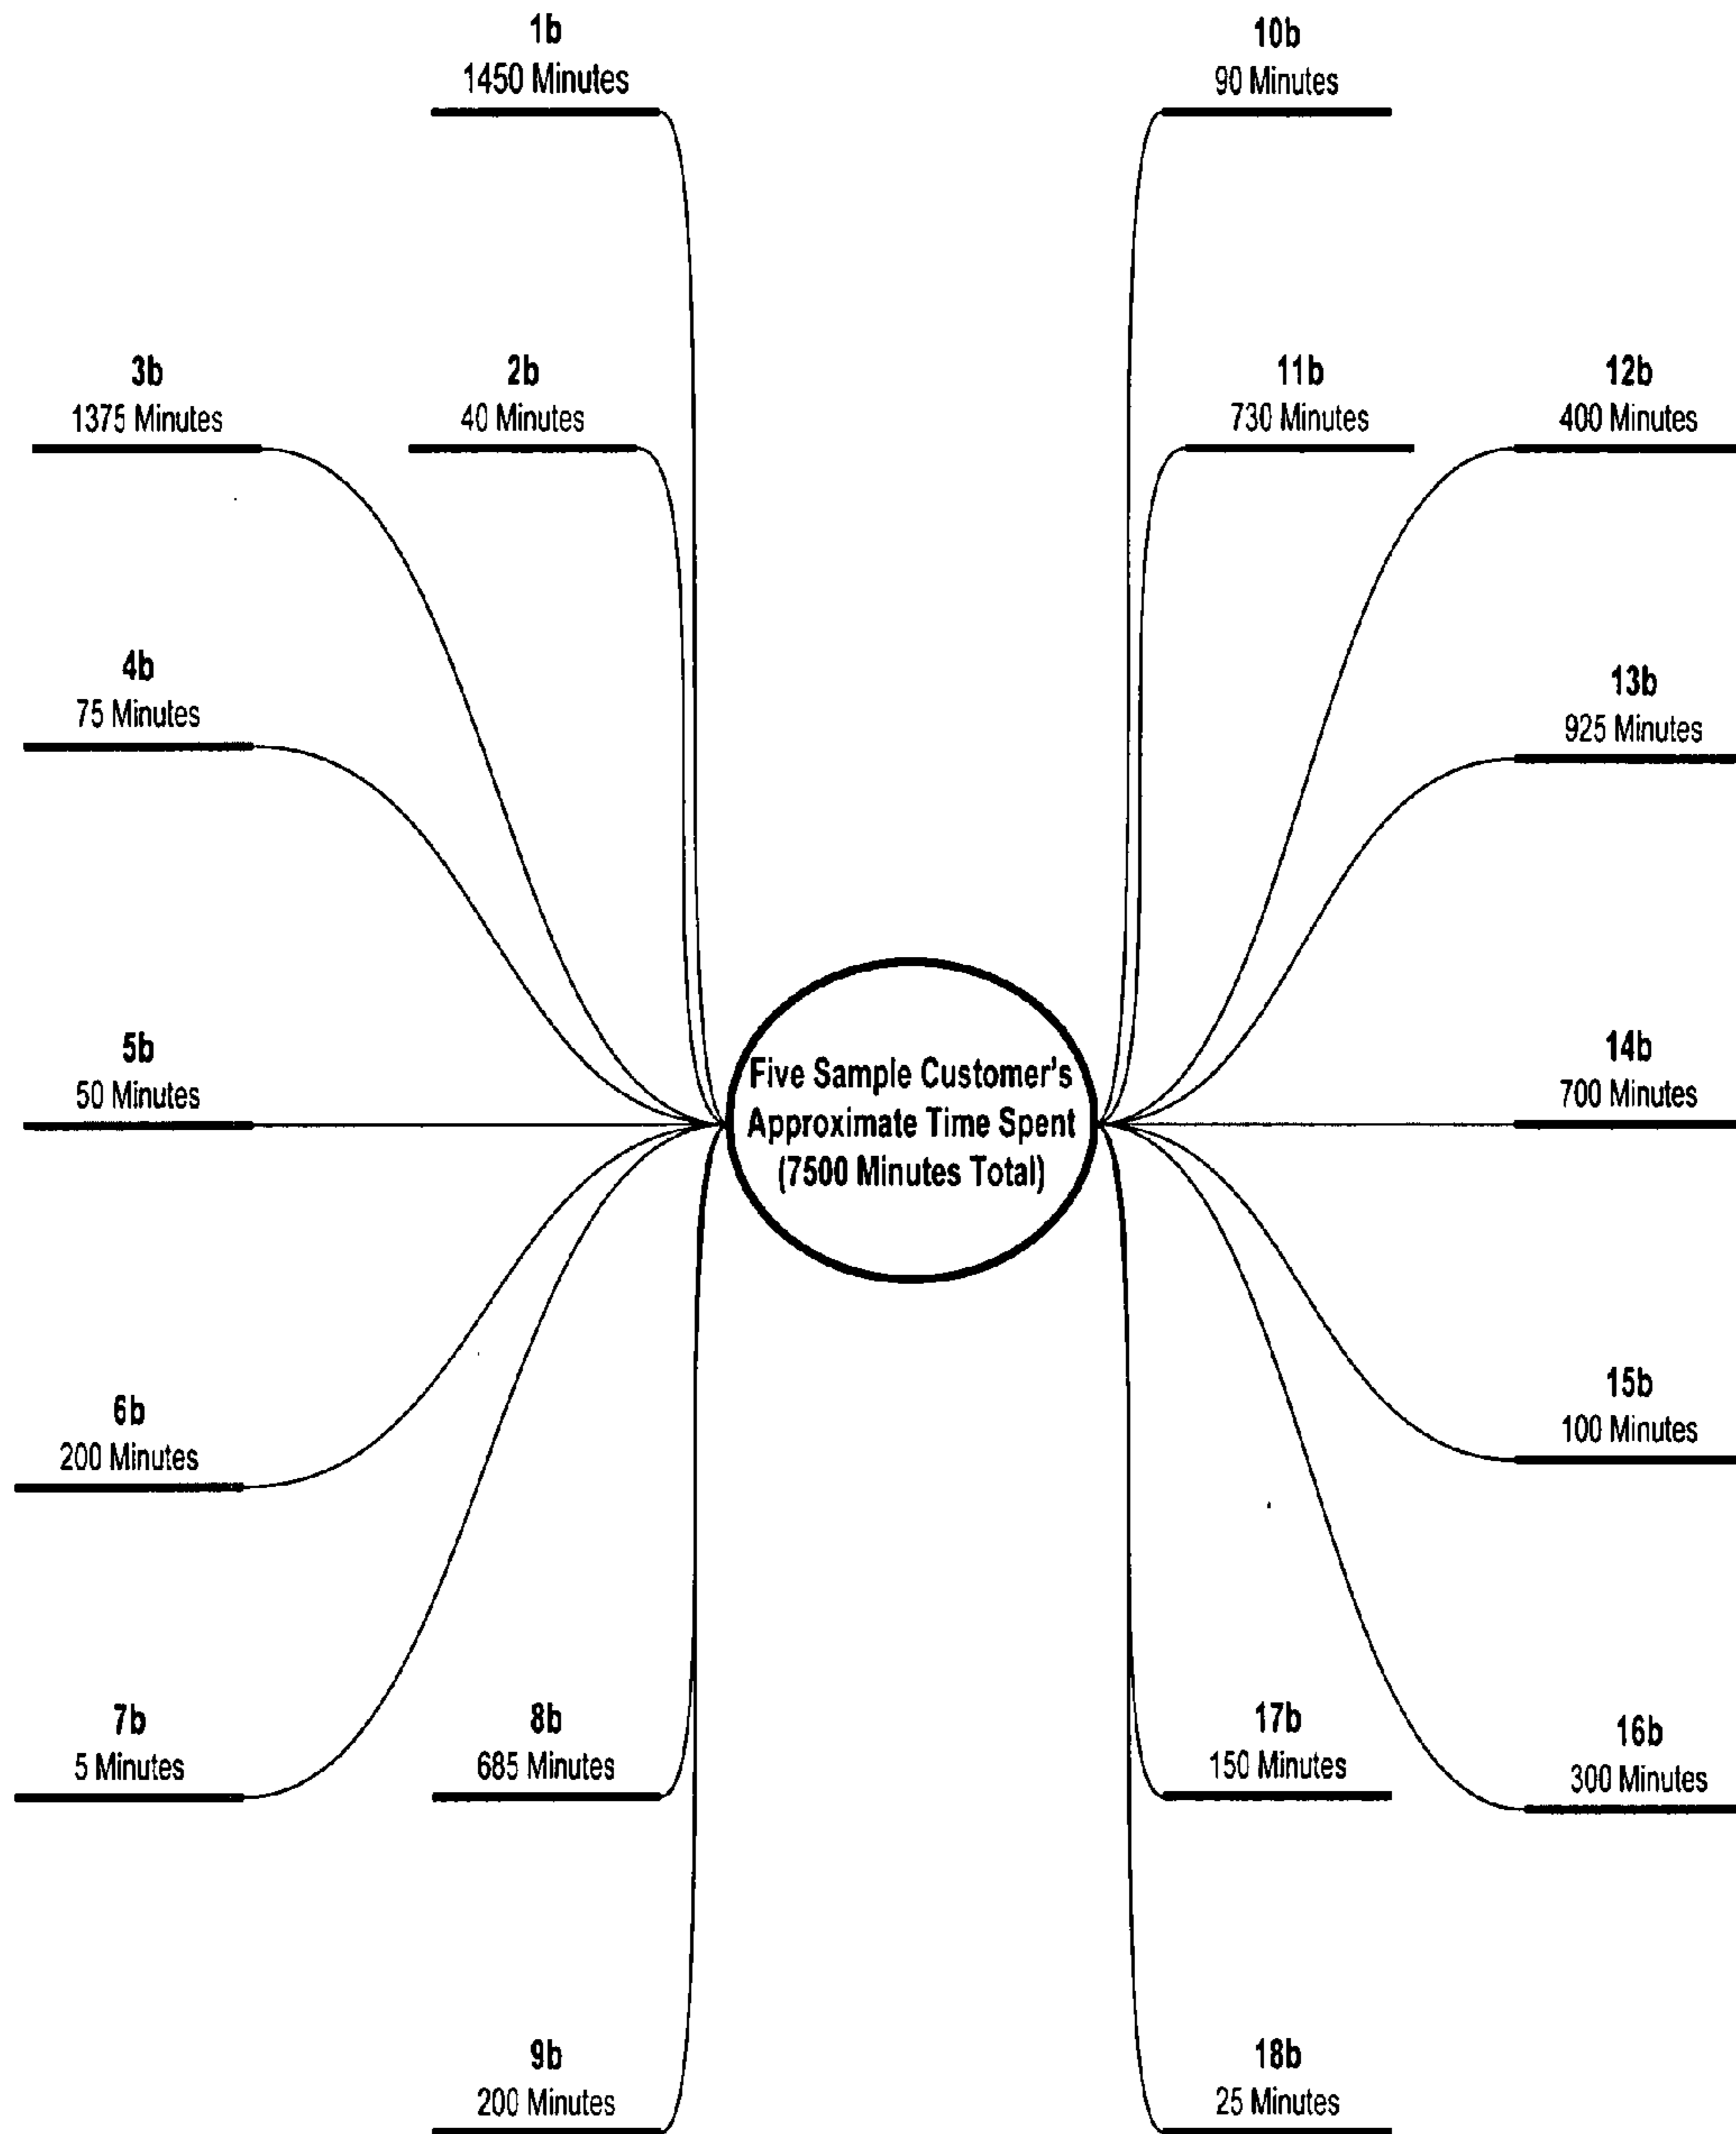 1b
1450 Minutes
10b
90 Minutes
3b
1375 Minutes
2b
40 Minutes
11b
730 Minutes
12b
400 Minutes
4b
75 Minutes
13b
925 Minutes
5b
50 Minutes
Five Sample Customer's
Approximate Time Spent
(7500 Minutes Total)
14b
700 Minutes
6b
200 Minutes
15b
100 Minutes
7b
5 Minutes
8b
685 Minutes
17b
150 Minutes
16b
300 Minutes
9b
200 Minutes
18b
25 Minutes